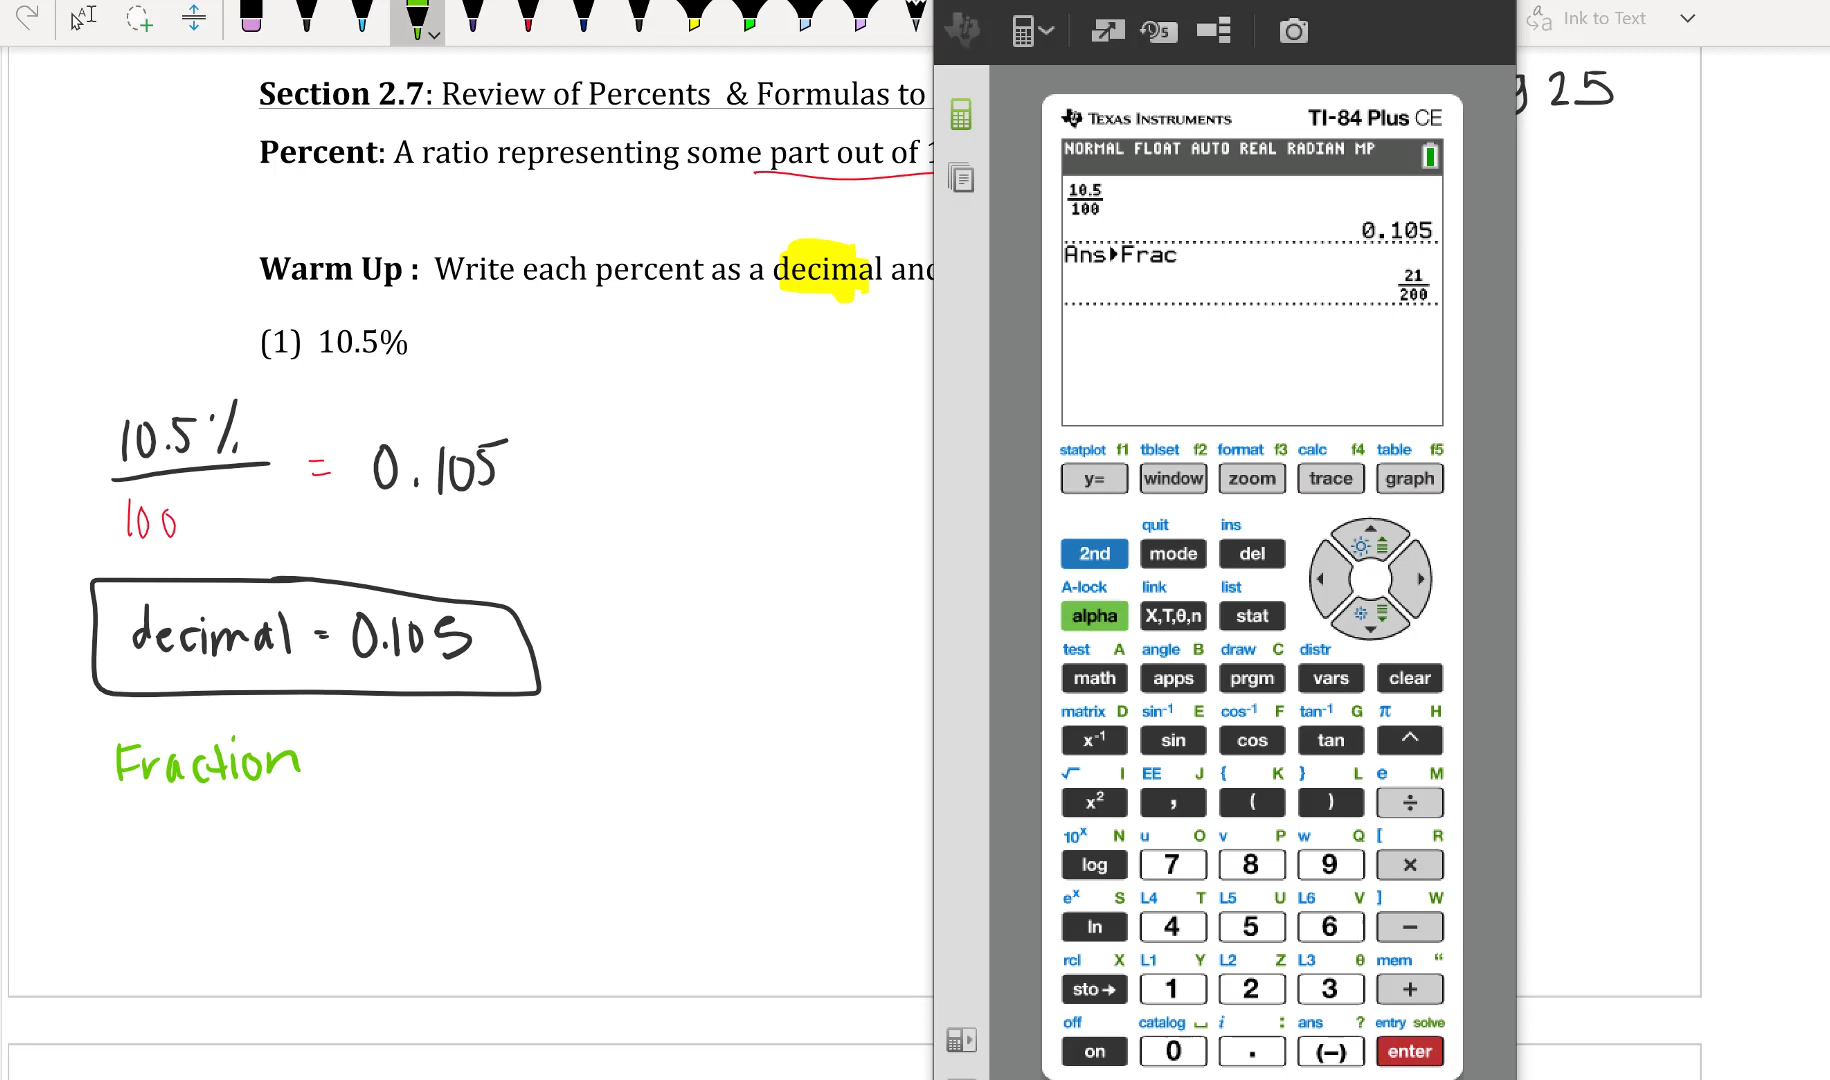 Ink to Text
Section 2.7: Review of Percents & Formulas to
25
Percent: A ratio representing some part out of
Warm Up : Write each percent as a decimal and
(1) 10.5%
10.5%
100
= 0.105
decimal = 0.105
Fraction
TEXAS INSTRUMENTS TI-84 Plus CE
NORMAL FLOAT AUTO REAL RADIAN MP
10.5
100
0.105
Ans▸Frac
21
200
statplot f1 tblset f2 format f3 calc f4 table f5
y= window zoom trace graph
quit ins
2nd mode del
A-lock link list
alpha X,T,θ,n stat
test A angle B draw C distr
math apps prgm vars clear
matrix D sin⁻¹ E cos⁻¹ F tan⁻¹ G π H
x⁻¹ sin cos tan ^
√ I EE J { K } L e M
x² , ( ) ÷
10ˣ N u O v P w Q [ R
log 7 8 9 ×
eˣ S L4 T L5 U L6 V ] W
ln 4 5 6 −
rcl X L1 Y L2 Z L3 θ mem “
sto→ 1 2 3 +
off catalog ⌴ i : ans ? entry solve
on 0 . (−) enter